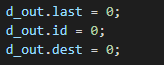 d_out.last = 0;
d_out.id = 0;
d_out.dest = 0;